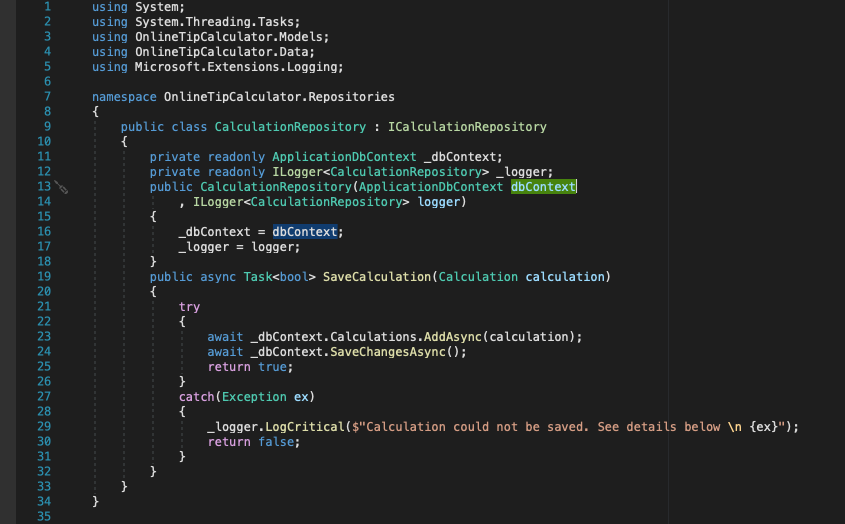 1 using System;
2 using System.Threading.Tasks;
3 using OnlineTipCalculator.Models;
4 using OnlineTipCalculator.Data;
5 using Microsoft.Extensions.Logging;
6
7 namespace OnlineTipCalculator.Repositories
8 {
9     public class CalculationRepository : ICalculationRepository
10     {
11         private readonly ApplicationDbContext _dbContext;
12         private readonly ILogger<CalculationRepository> _logger;
13         public CalculationRepository(ApplicationDbContext dbContext
14             , ILogger<CalculationRepository> logger)
15         {
16             _dbContext = dbContext;
17             _logger = logger;
18         }
19         public async Task<bool> SaveCalculation(Calculation calculation)
20         {
21             try
22             {
23                 await _dbContext.Calculations.AddAsync(calculation);
24                 await _dbContext.SaveChangesAsync();
25                 return true;
26             }
27             catch(Exception ex)
28             {
29                 _logger.LogCritical($"Calculation could not be saved. See details below \n {ex}");
30                 return false;
31             }
32         }
33     }
34 }
35